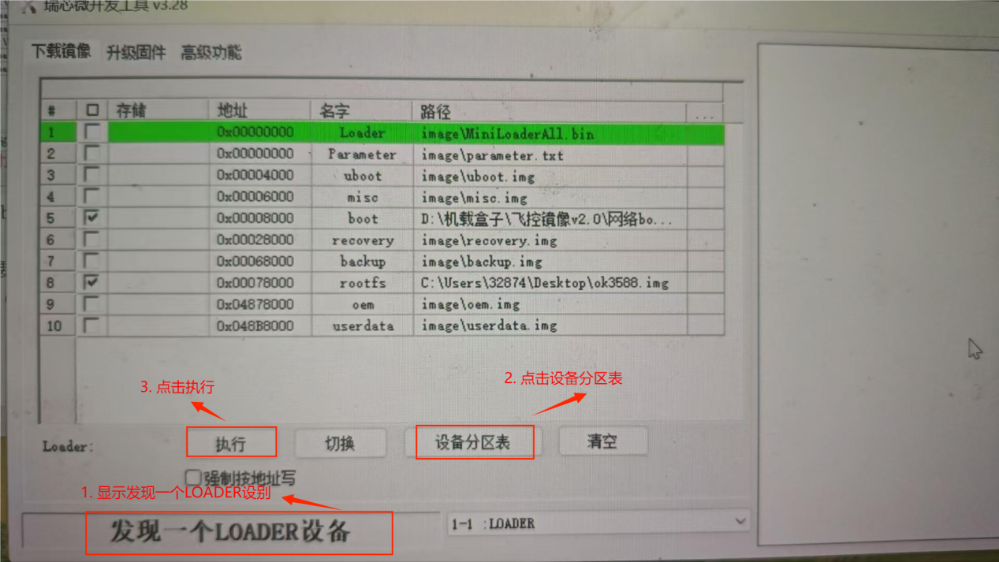 瑞芯微开发工具 v3.28
下载镜像 升级固件 高级功能
# 存储 地址 名字 路径 ...
1 0x00000000 Loader image\MiniLoaderAll.bin
2 0x00000000 Parameter image\parameter.txt
3 0x00004000 uboot image\uboot.img
4 0x00006000 misc image\misc.img
5 0x00008000 boot D:\机载盒子\飞控镜像v2.0\网络bo...
6 0x00028000 recovery image\recovery.img
7 0x00068000 backup image\backup.img
8 0x00078000 rootfs C:\Users\32874\Desktop\ok3588.img
9 0x04878000 oem image\oem.img
10 0x048B8000 userdata image\userdata.img
3. 点击执行
2. 点击设备分区表
Loader: 执行 切换 设备分区表 清空
强制按地址写
1. 显示发现一个LOADER设别
发现一个LOADER设备
1-1 :LOADER